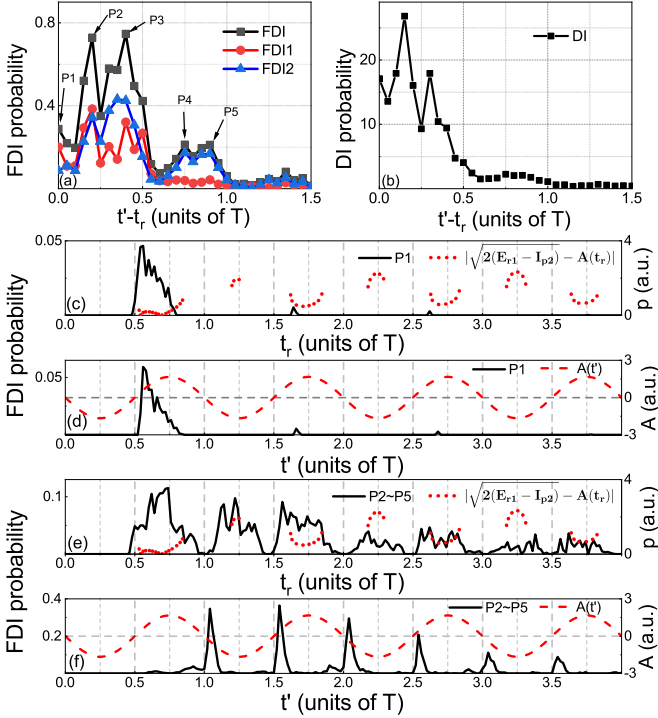 FDI probability
0.8
0.4
P1
P2
P3
P4
P5
FDI
FDI1
FDI2
(a)
0.0 0.5 1.0 1.5
t'-t_r (units of T)
DI probability
20
10
DI
(b)
0.0 0.5 1.0 1.5
t'-t_r (units of T)
FDI probability
0.05
P1 |√2(E_r1 − I_p2) − A(t_r)|
4
2
0
p (a.u.)
(c)
0.0 0.5 1.0 1.5 2.0 2.5 3.0 3.5
t_r (units of T)
0.05
P1 A(t')
3
0
-3
A (a.u.)
(d)
0.0 0.5 1.0 1.5 2.0 2.5 3.0 3.5
t' (units of T)
FDI probability
0.1
P2~P5 |√2(E_r1 − I_p2) − A(t_r)|
4
2
0
p (a.u.)
(e)
0.0 0.5 1.0 1.5 2.0 2.5 3.0 3.5
t_r (units of T)
0.4
0.2
P2~P5 A(t')
3
0
-3
A (a.u.)
(f)
0.0 0.5 1.0 1.5 2.0 2.5 3.0 3.5
t' (units of T)